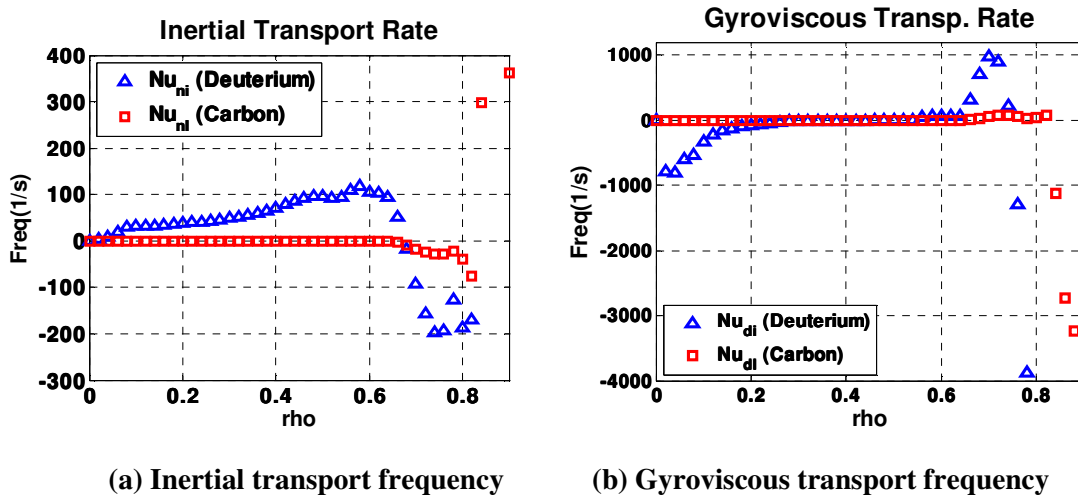 Inertial Transport Rate
400
300
200
100
0
-100
-200
-300
Freq(1/s)
Nu_ni (Deuterium)
Nu_nI (Carbon)
0 0.2 0.4 0.6 0.8
rho
(a) Inertial transport frequency
Gyroviscous Transp. Rate
1000
0
-1000
-2000
-3000
-4000
Freq(1/s)
Nu_di (Deuterium)
Nu_dI (Carbon)
0 0.2 0.4 0.6 0.8
rho
(b) Gyroviscous transport frequency